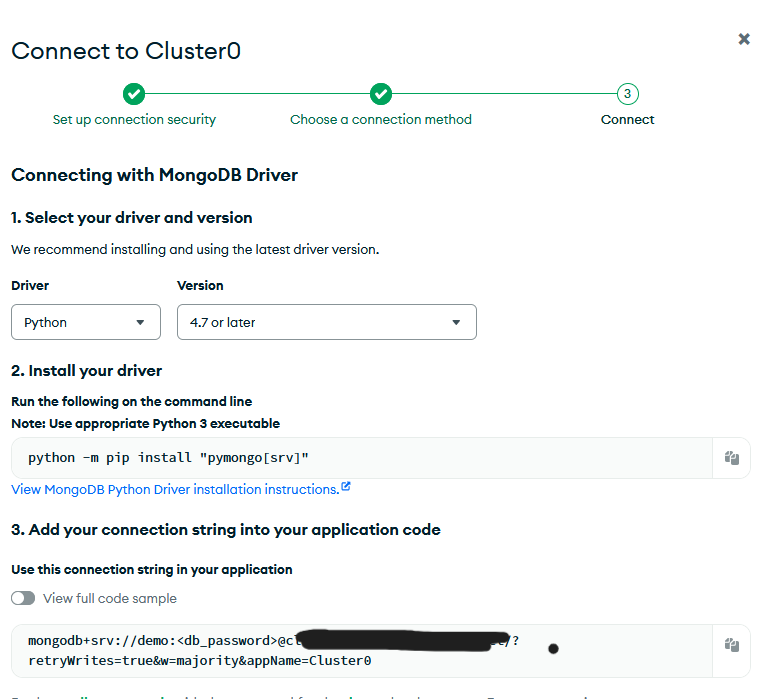 Connect to Cluster0
3
Set up connection security
Choose a connection method
Connect
Connecting with MongoDB Driver
1. Select your driver and version
We recommend installing and using the latest driver version.
Driver
Version
Python
4.7 or later
2. Install your driver
Run the following on the command line
Note: Use appropriate Python 3 executable
python -m pip install "pymongo[srv]"
View MongoDB Python Driver installation instructions.
3. Add your connection string into your application code
Use this connection string in your application
View full code sample
mongodb+srv://demo:<db_password>@cl /?
retryWrites=true&w=majority&appName=Cluster0